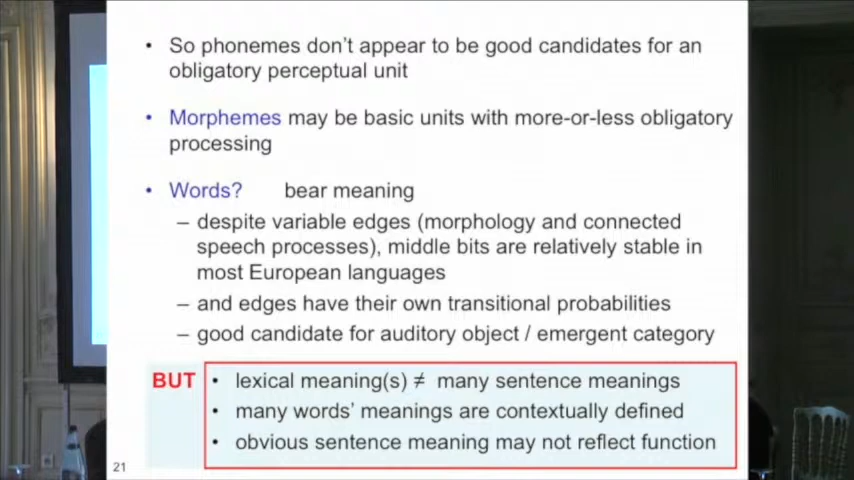 • So phonemes don't appear to be good candidates for an
obligatory perceptual unit
• Morphemes may be basic units with more-or-less obligatory
processing
• Words? bear meaning
– despite variable edges (morphology and connected
speech processes), middle bits are relatively stable in
most European languages
– and edges have their own transitional probabilities
– good candidate for auditory object / emergent category
BUT • lexical meaning(s) ≠ many sentence meanings
• many words' meanings are contextually defined
• obvious sentence meaning may not reflect function
21